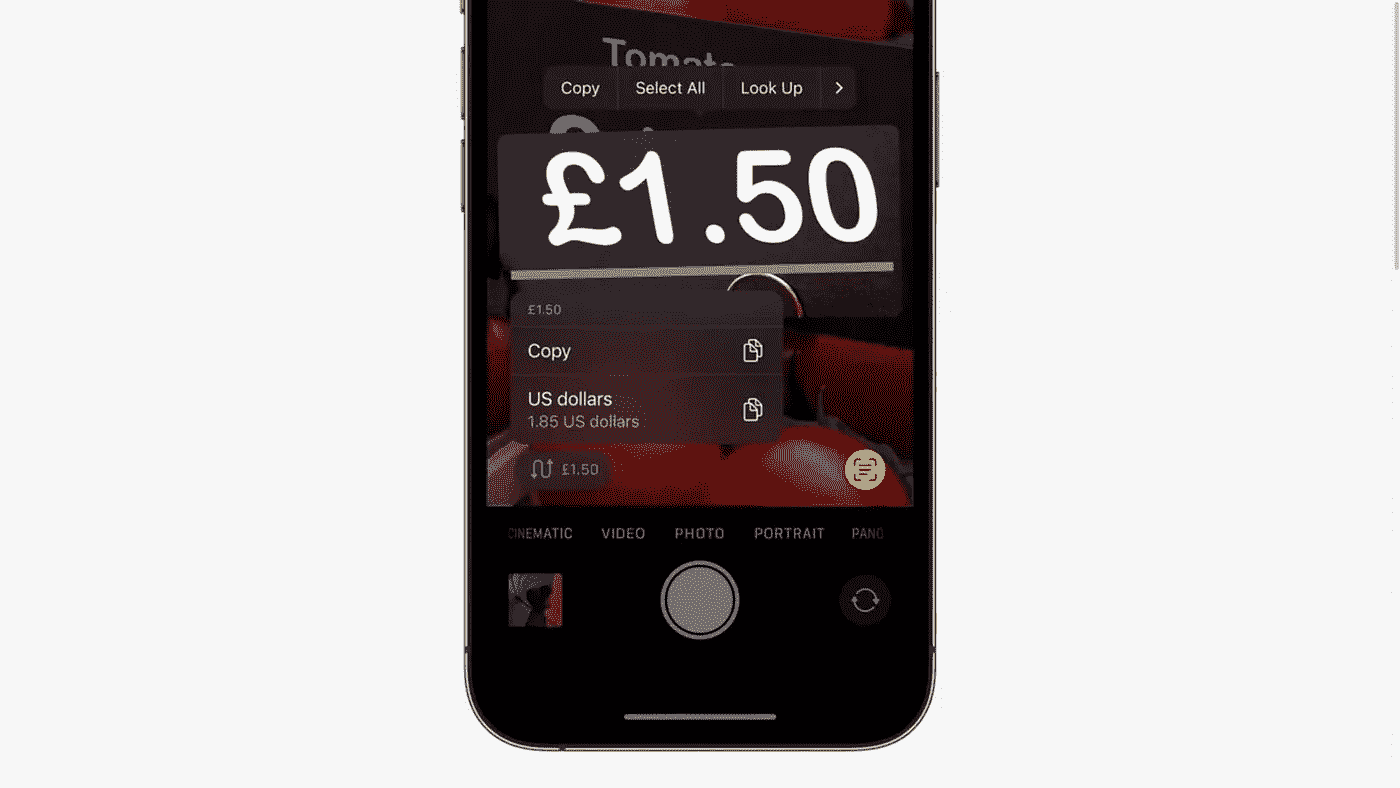 Tomato
Copy Select All Look Up
£1.50
£1.50
Copy
US dollars
1.85 US dollars
£1.50
CINEMATIC VIDEO PHOTO PORTRAIT PANO